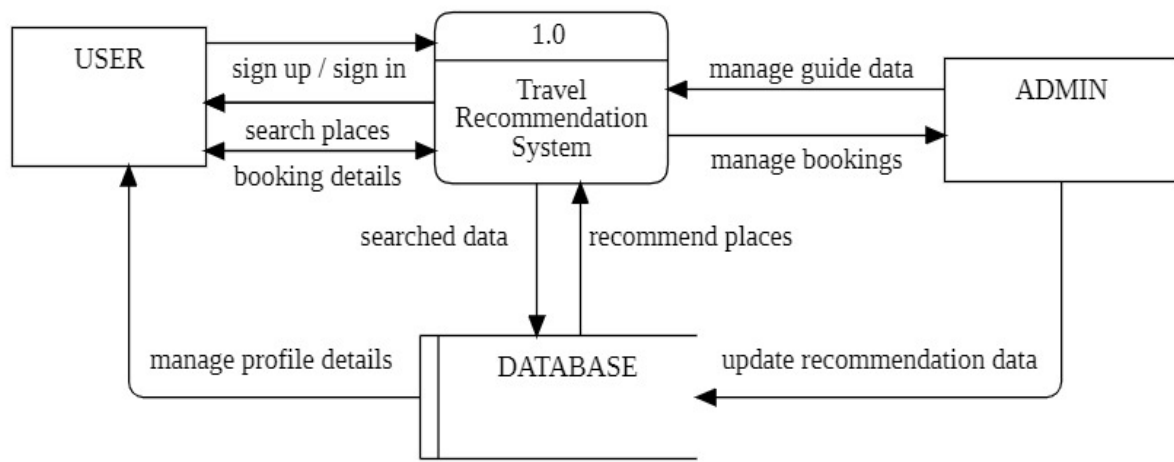 USER
sign up / sign in
search places
booking details
1.0
Travel
Recommendation
System
manage guide data
manage bookings
ADMIN
searched data
recommend places
manage profile details
DATABASE
update recommendation data